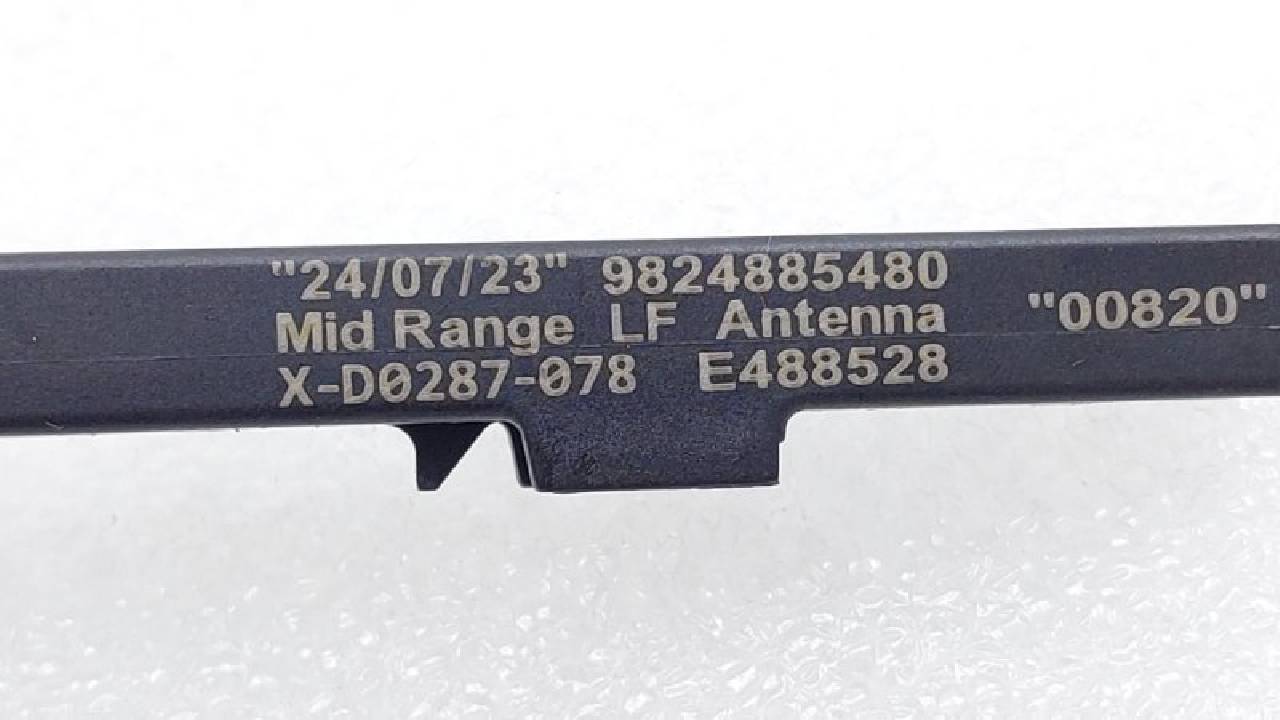 "24/07/23" 9824885480
Mid Range LF Antenna "00820"
X-D0287-078 E488528